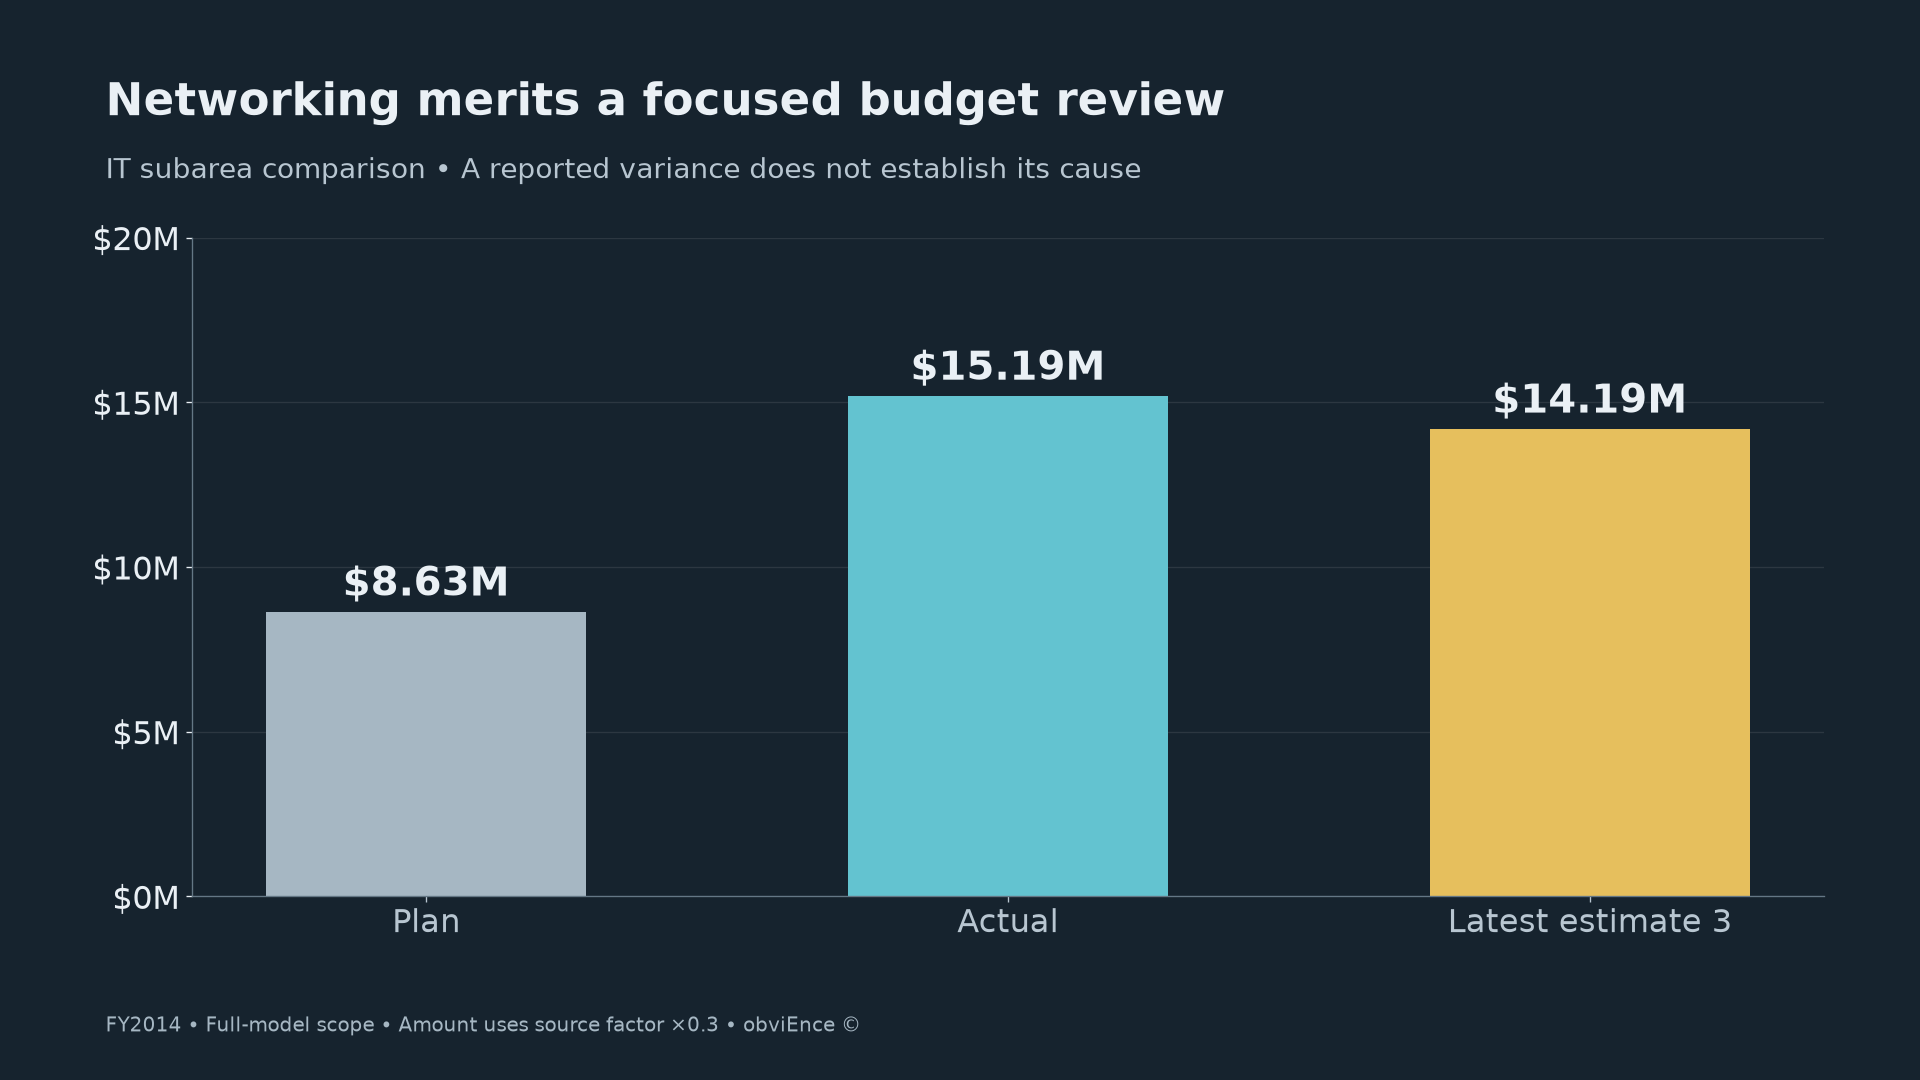 Networking merits a focused budget review
IT subarea comparison • A reported variance does not establish its cause
$20M
$15M
$10M
$5M
$0M
$8.63M
$15.19M
$14.19M
Plan
Actual
Latest estimate 3
FY2014 • Full-model scope • Amount uses source factor ×0.3 • obviEnce ©